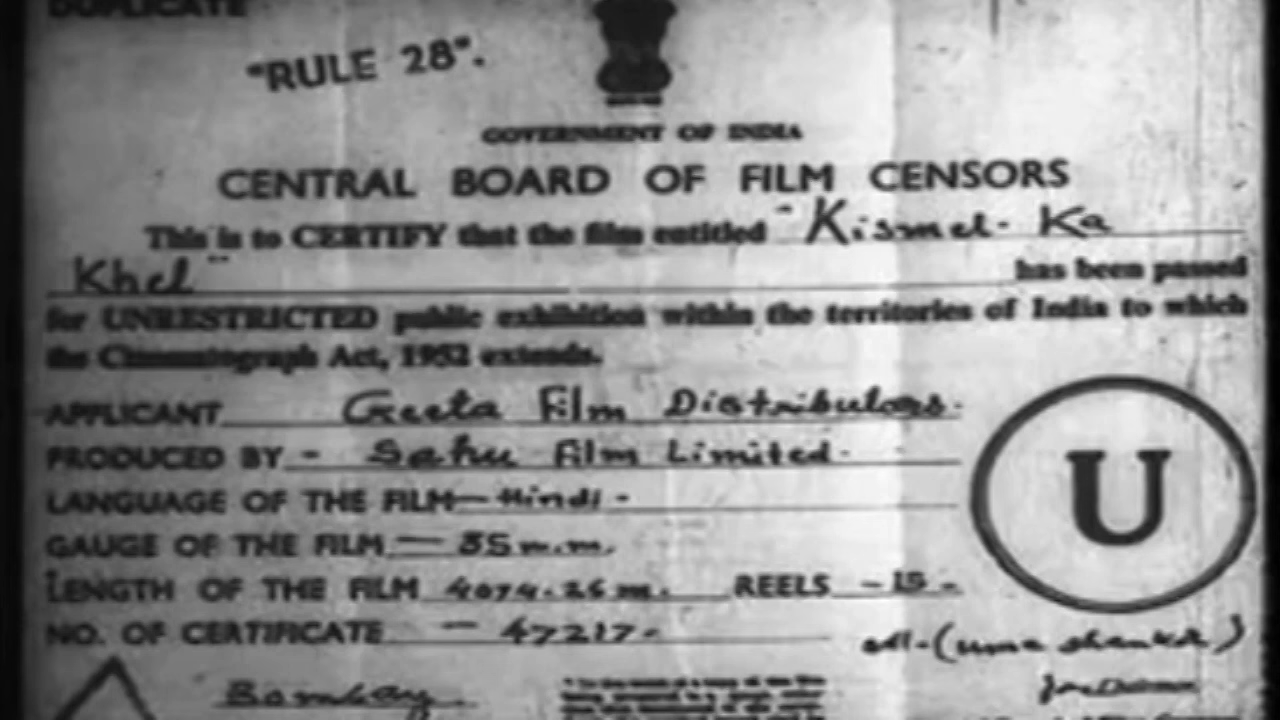 DUPLICATE
"RULE 28".
GOVERNMENT OF INDIA
CENTRAL BOARD OF FILM CENSORS
This is to CERTIFY that the film entitled "Kismet- Ka
Khel" has been passed
for UNRESTRICTED public exhibition within the territories of India to which
the Cinematograph Act, 1952 extends.
APPLICANT Geeta Film Distributors.
PRODUCED BY - Sahu Film Limited.
LANGUAGE OF THE FILM - Hindi -
GAUGE OF THE FILM - 35 m.m.
LENGTH OF THE FILM 4074.26 m. REELS - 15 -
NO. OF CERTIFICATE - 47217 -
U
(uma shankar)
Bombay